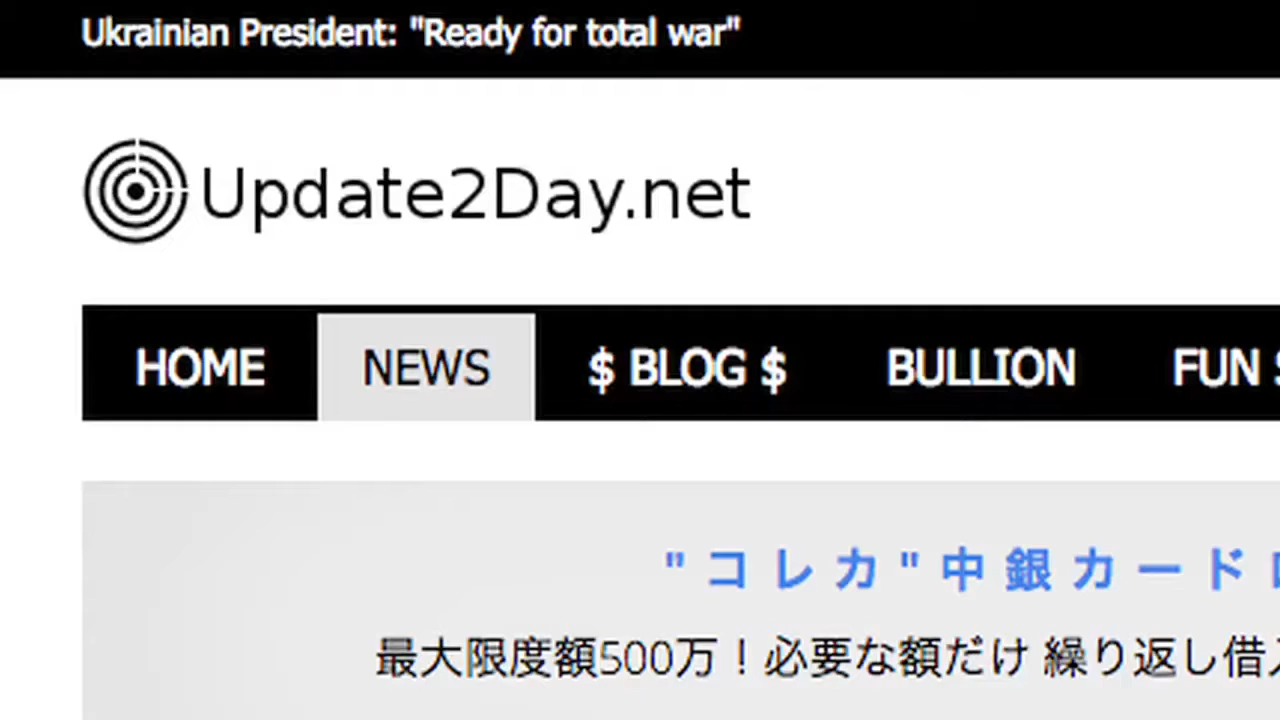 Ukrainian President: "Ready for total war"
Update2Day.net
HOME NEWS $ BLOG $ BULLION FUN
"コレカ"中銀カード
最大限度額500万！必要な額だけ 繰り返し借